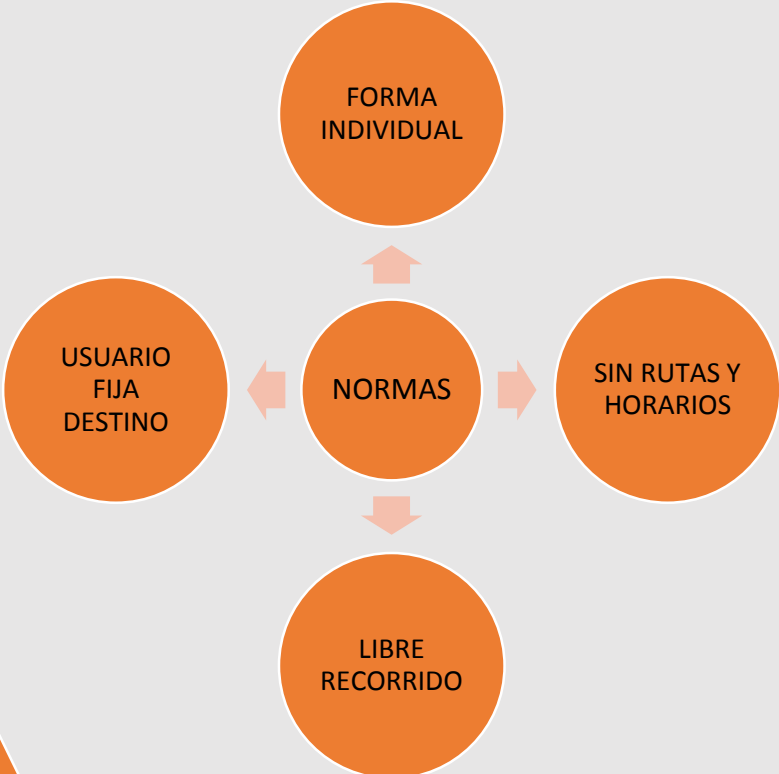 FORMA
INDIVIDUAL
USUARIO
FIJA
DESTINO
NORMAS
SIN RUTAS Y
HORARIOS
LIBRE
RECORRIDO